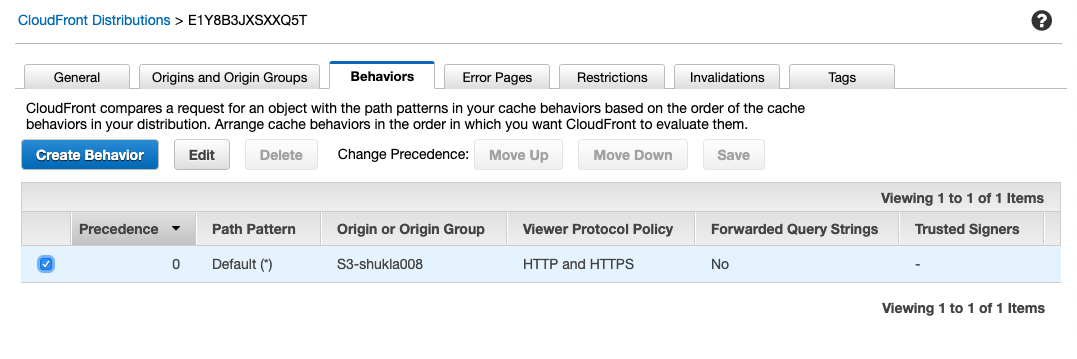 CloudFront Distributions > E1Y8B3JXSXXQ5T
General Origins and Origin Groups Behaviors Error Pages Restrictions Invalidations Tags
CloudFront compares a request for an object with the path patterns in your cache behaviors based on the order of the cache
behaviors in your distribution. Arrange cache behaviors in the order in which you want CloudFront to evaluate them.
Create Behavior Edit Delete Change Precedence: Move Up Move Down Save
Viewing 1 to 1 of 1 Items
Precedence Path Pattern Origin or Origin Group Viewer Protocol Policy Forwarded Query Strings Trusted Signers
0 Default (*) S3-shukla008 HTTP and HTTPS No -
Viewing 1 to 1 of 1 Items